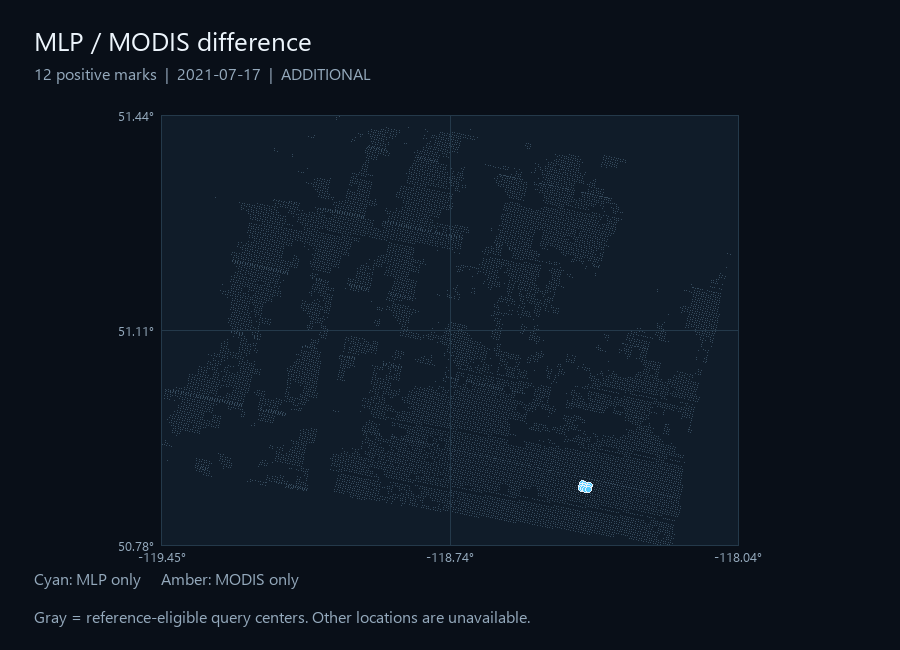 MLP / MODIS difference
12 positive marks | 2021-07-17 | ADDITIONAL
51.44°
51.11°
50.78°
-119.45° -118.74° -118.04°
Cyan: MLP only Amber: MODIS only
Gray = reference-eligible query centers. Other locations are unavailable.